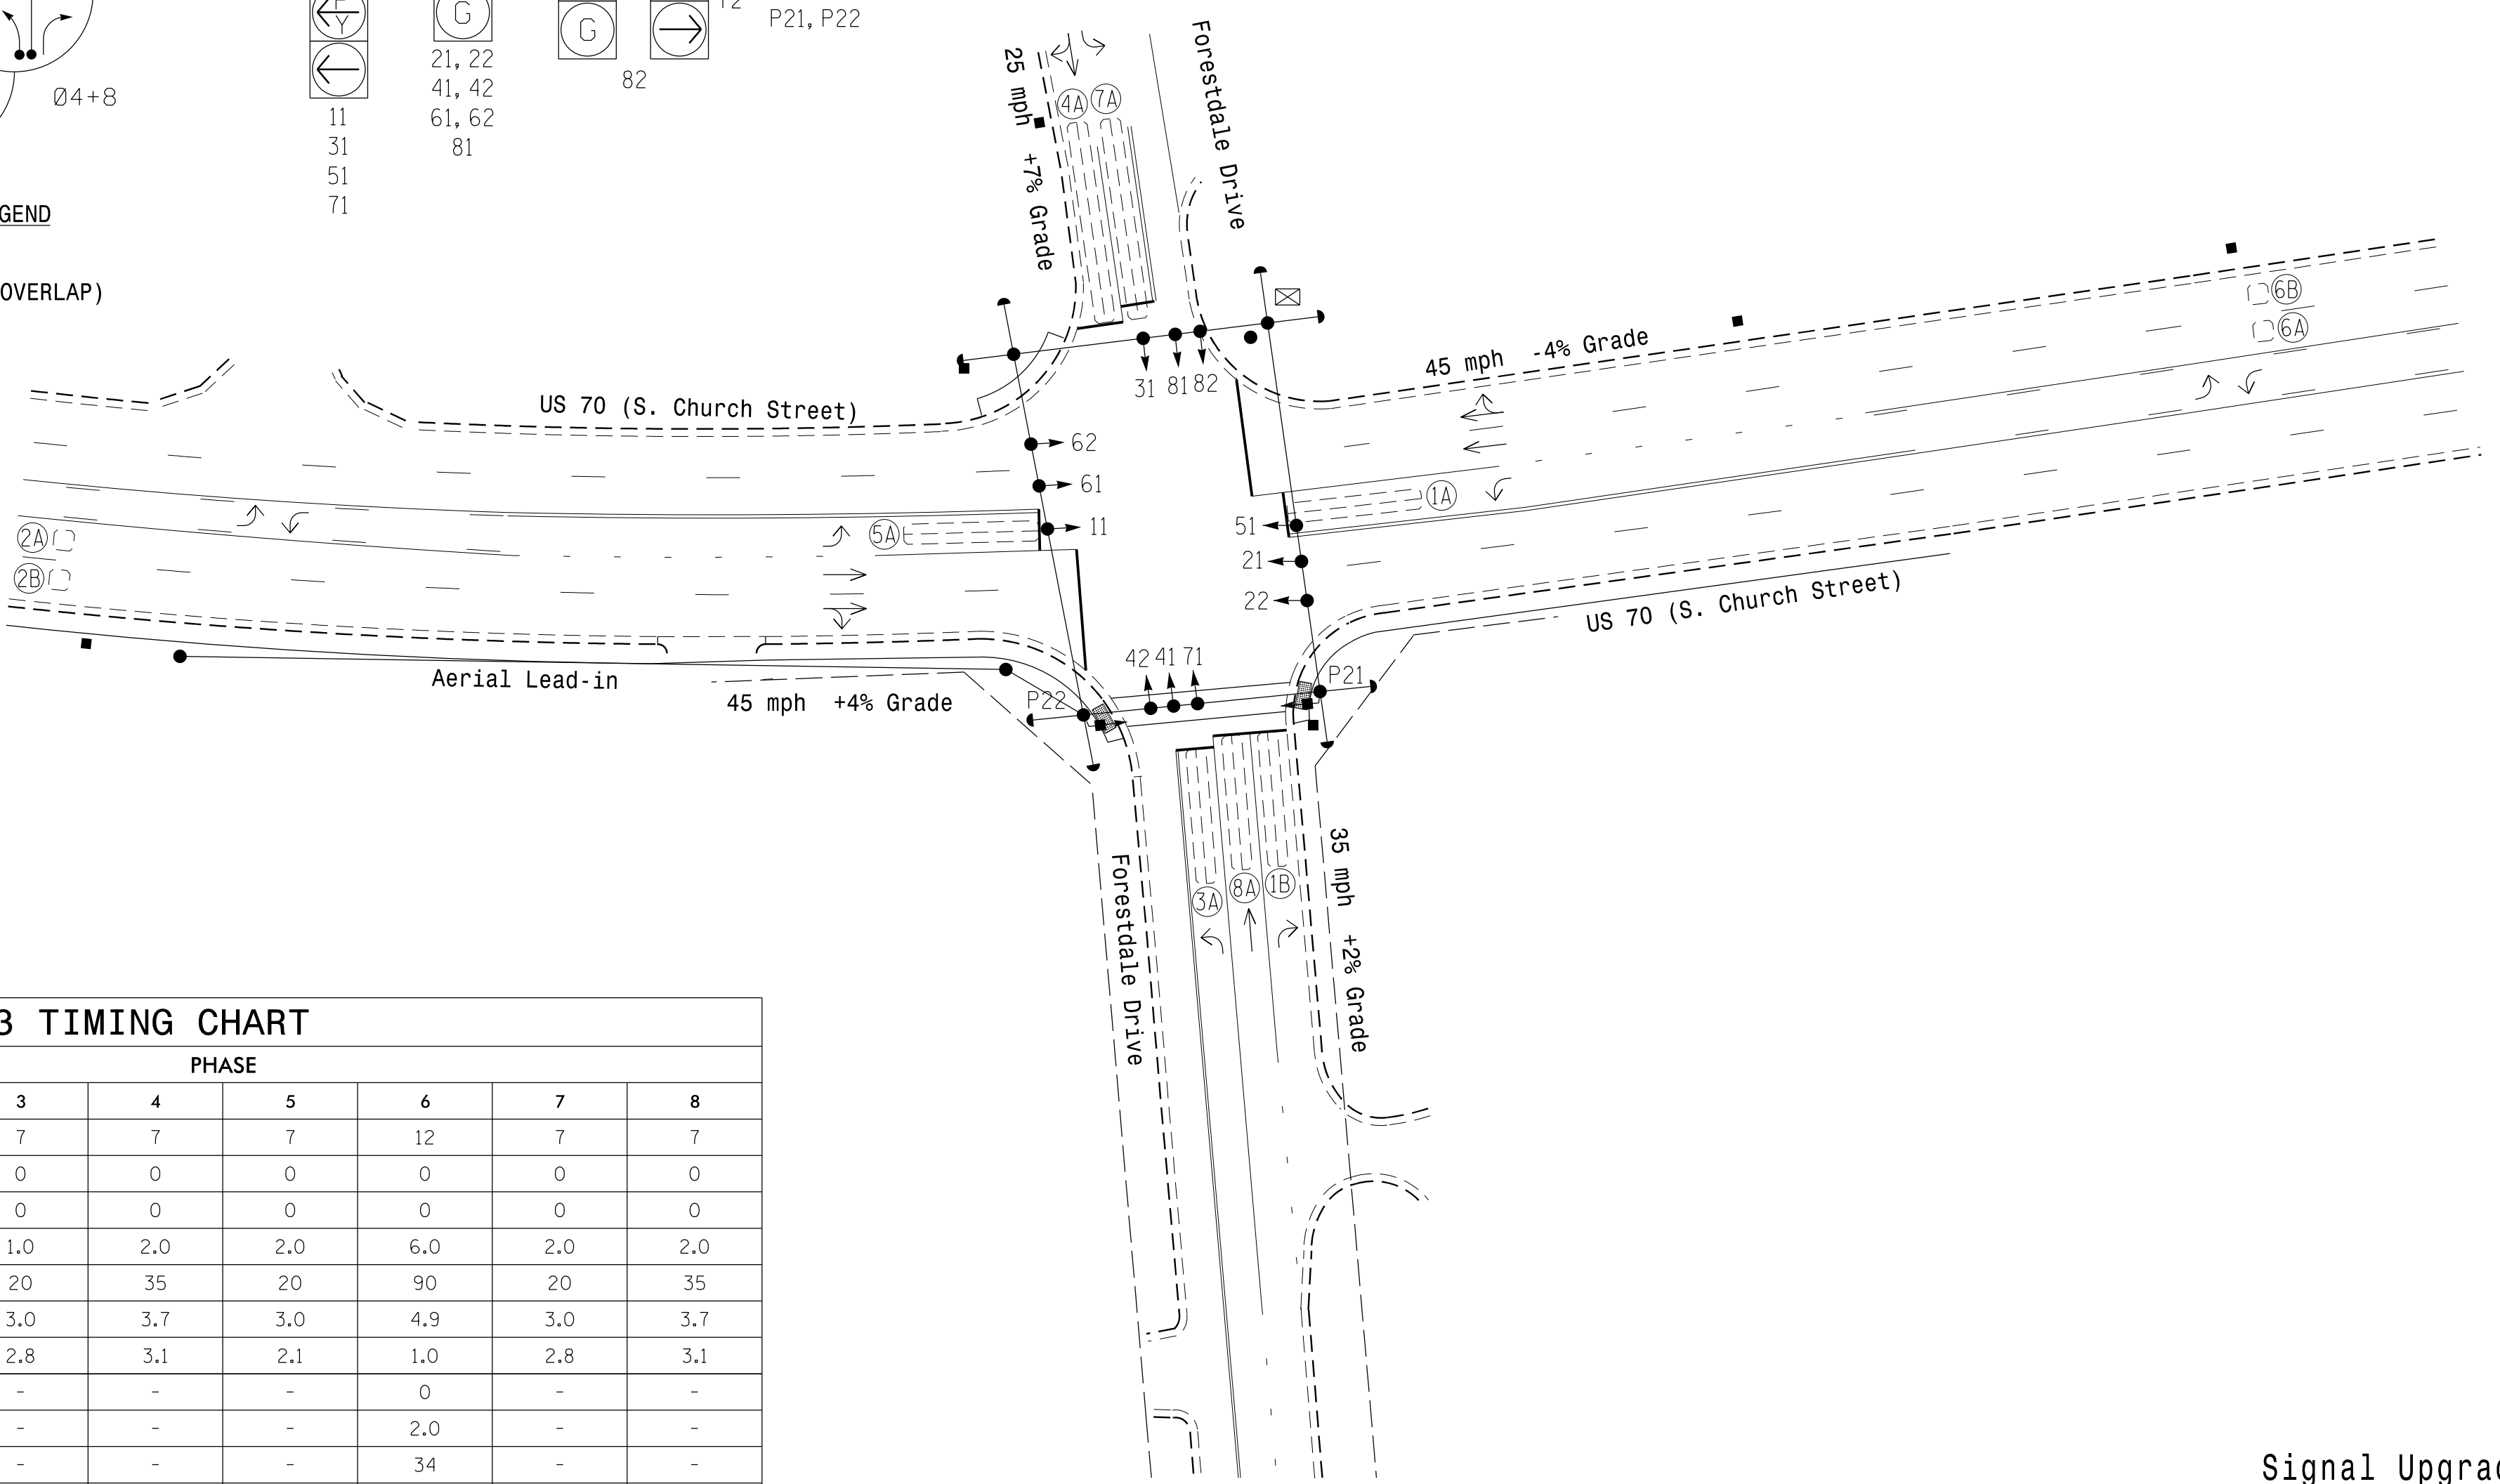 F
Y
G
G
12
P21, P22
Ø4+8
21, 22
41, 42
61, 62
81
82
11
31
51
71
GEND
OVERLAP)
25 mph +7% Grade
Forestdale Drive
4A
7A
6B
6A
31
81
82
45 mph -4% Grade
US 70 (S. Church Street)
62
61
11
1A
5A
2A
2B
51
21
22
US 70 (S. Church Street)
Aerial Lead-in
45 mph +4% Grade
42
41
71
P21
P22
3A
8A
1B
35 mph +2% Grade
Forestdale Drive
3 TIMING CHART
PHASE
3 4 5 6 7 8
7 7 7 12 7 7
0 0 0 0 0 0
0 0 0 0 0 0
1.0 2.0 2.0 6.0 2.0 2.0
20 35 20 90 20 35
3.0 3.7 3.0 4.9 3.0 3.7
2.8 3.1 2.1 1.0 2.8 3.1
- - - 0 - -
- - - 2.0 - -
- - - 34 - -
Signal Upgrad